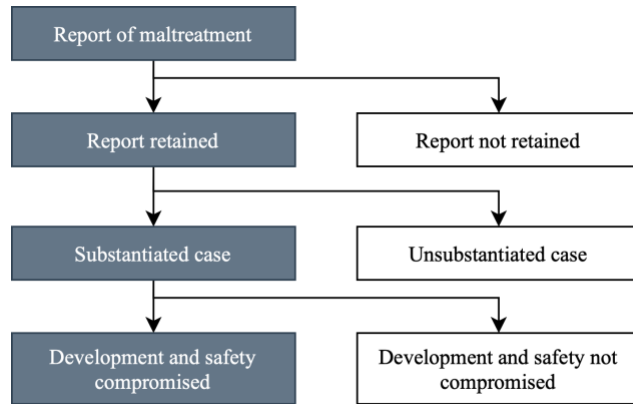 Report of maltreatment
Report retained
Report not retained
Substantiated case
Unsubstantiated case
Development and safety
compromised
Development and safety not
compromised